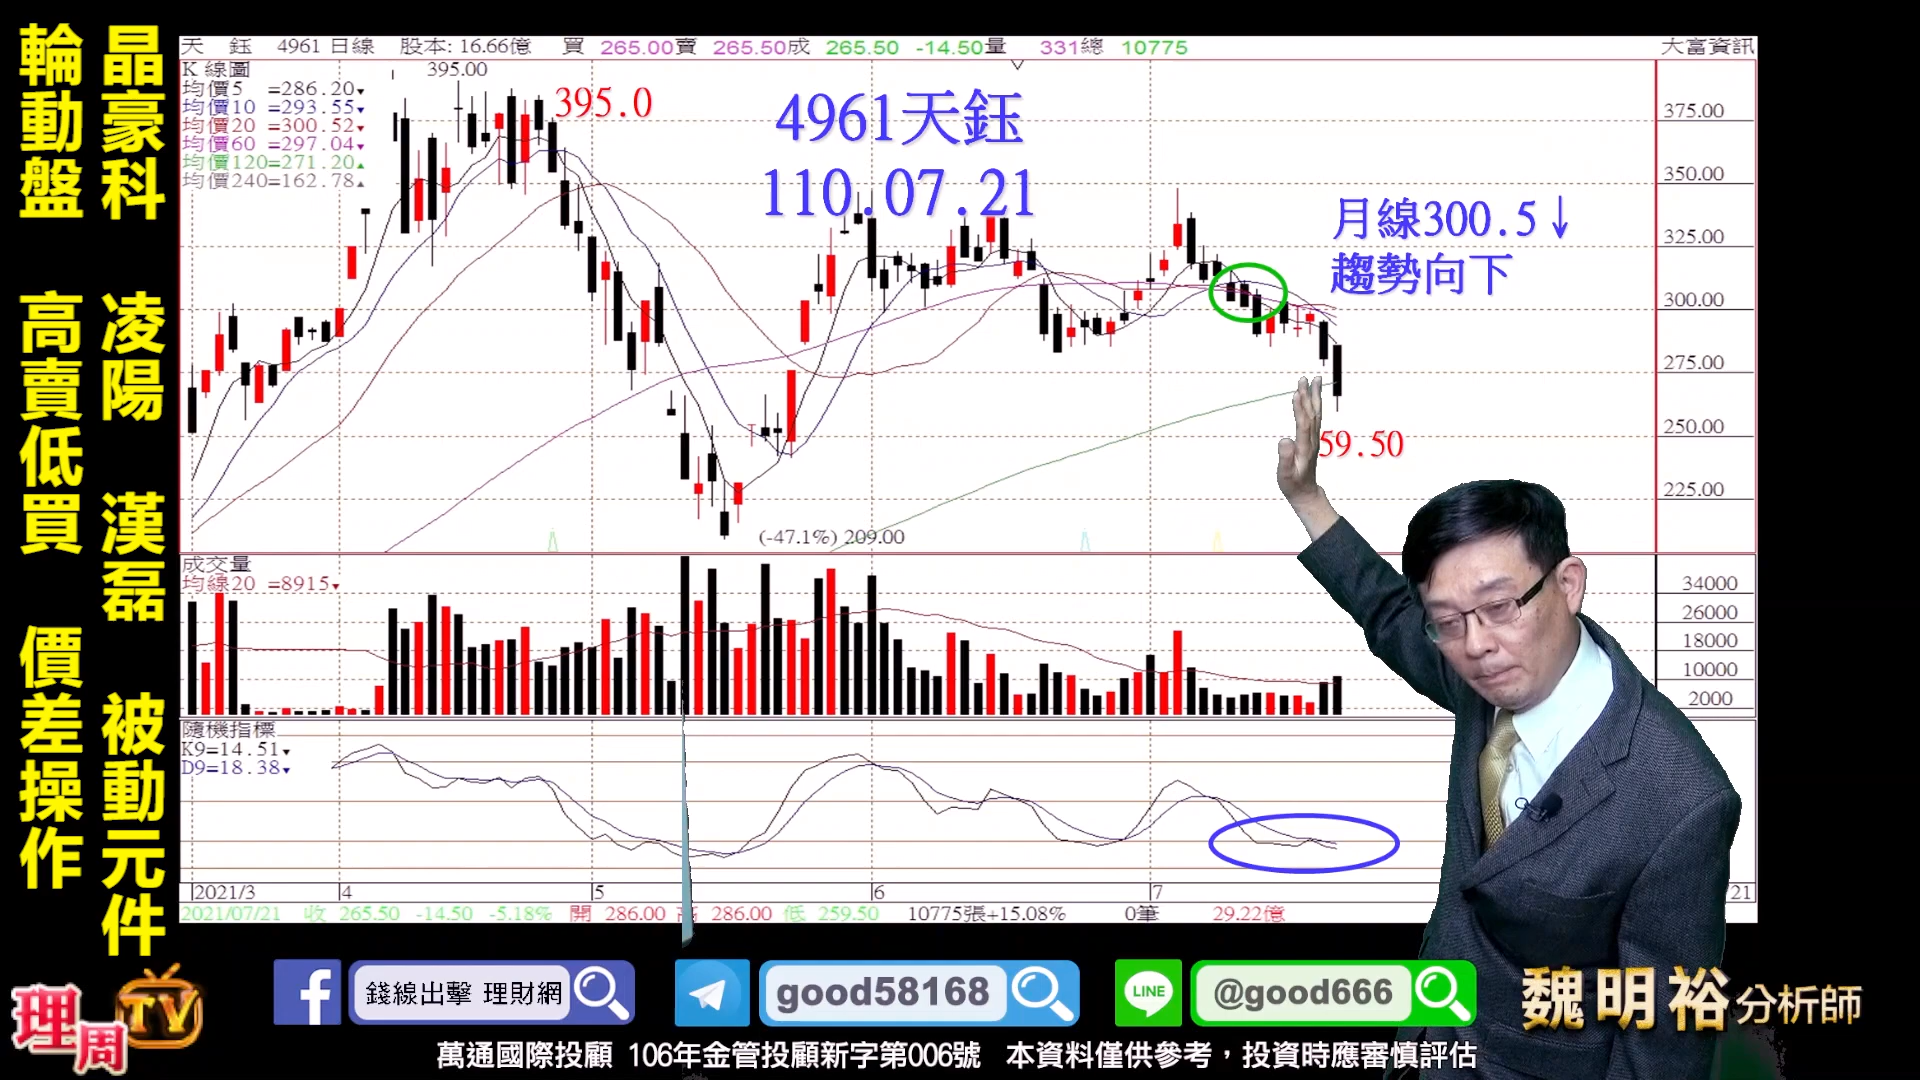 晶豪科 凌陽 漢磊 被動元件
輪動盤 高賣低買 價差操作
天 鈺 4961 日線 股本: 16.66億 買 265.00賣 265.50成 265.50 -14.50量 331總 10775
大富資訊
K 線圖
395.00
均價5 =286.20▼
均價10 =293.55▼
均價20 =300.52▼
均價60 =297.04▼
均價120=271.20▲
均價240=162.78▲
395.0
4961天鈺
110.07.21
月線300.5↓
趨勢向下
375.00
350.00
325.00
300.00
275.00
250.00
225.00
59.50
(-47.1%) 209.00
成交量
均線20 =8915▼
34000
26000
18000
10000
2000
隨機指標
K9=14.51▼
D9=18.38▼
2021/3 4 5 6 7 21
2021/07/21 收 265.50 -14.50 -5.18% 開 286.00 高 286.00 低 259.50 10775張+15.08% 0筆 29.22億
理周TV
f 錢線出擊 理財網
good58168
LINE @good666
魏明裕 分析師
萬通國際投顧 106年金管投顧新字第006號 本資料僅供參考，投資時應審慎評估